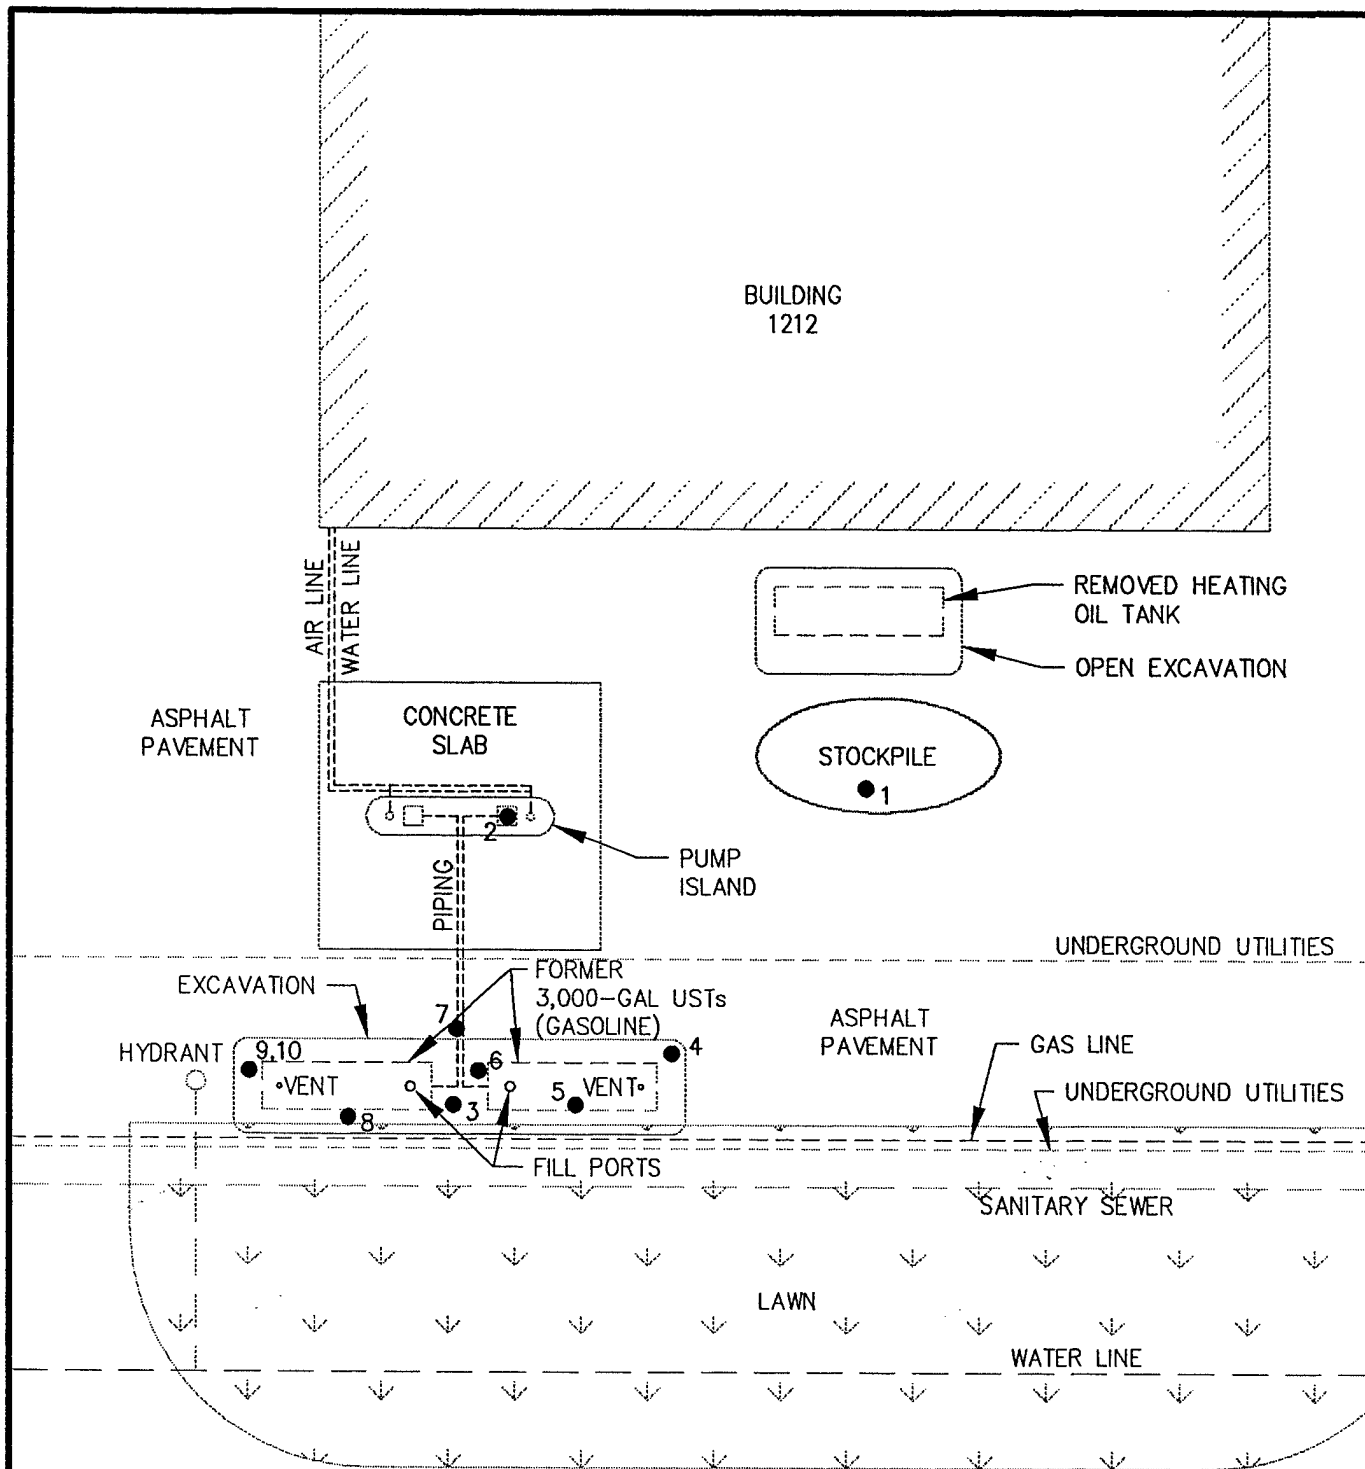 BUILDING
1212
AIR LINE
WATER LINE
REMOVED HEATING
OIL TANK
OPEN EXCAVATION
ASPHALT
PAVEMENT
CONCRETE
SLAB
STOCKPILE
1
2
PUMP
ISLAND
PIPING
UNDERGROUND UTILITIES
EXCAVATION
FORMER
3,000-GAL USTs
(GASOLINE)
7
ASPHALT
PAVEMENT
4
GAS LINE
HYDRANT
9,10
6
VENT
5
VENT
UNDERGROUND UTILITIES
3
8
FILL PORTS
SANITARY SEWER
LAWN
WATER LINE